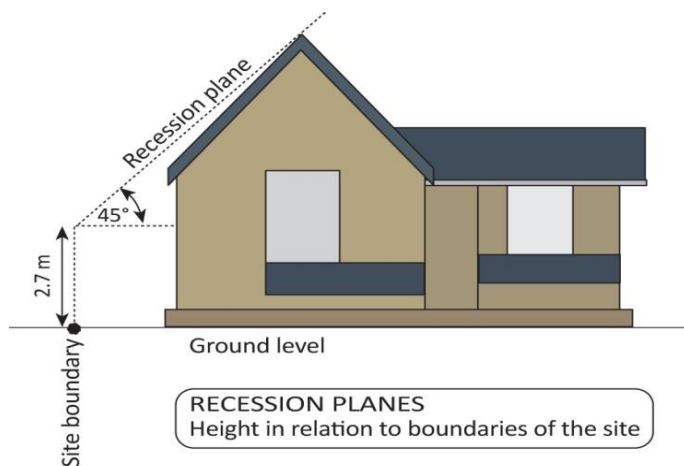 Recession plane
45°
2.7 m
Site boundary
Ground level
RECESSION PLANES
Height in relation to boundaries of the site